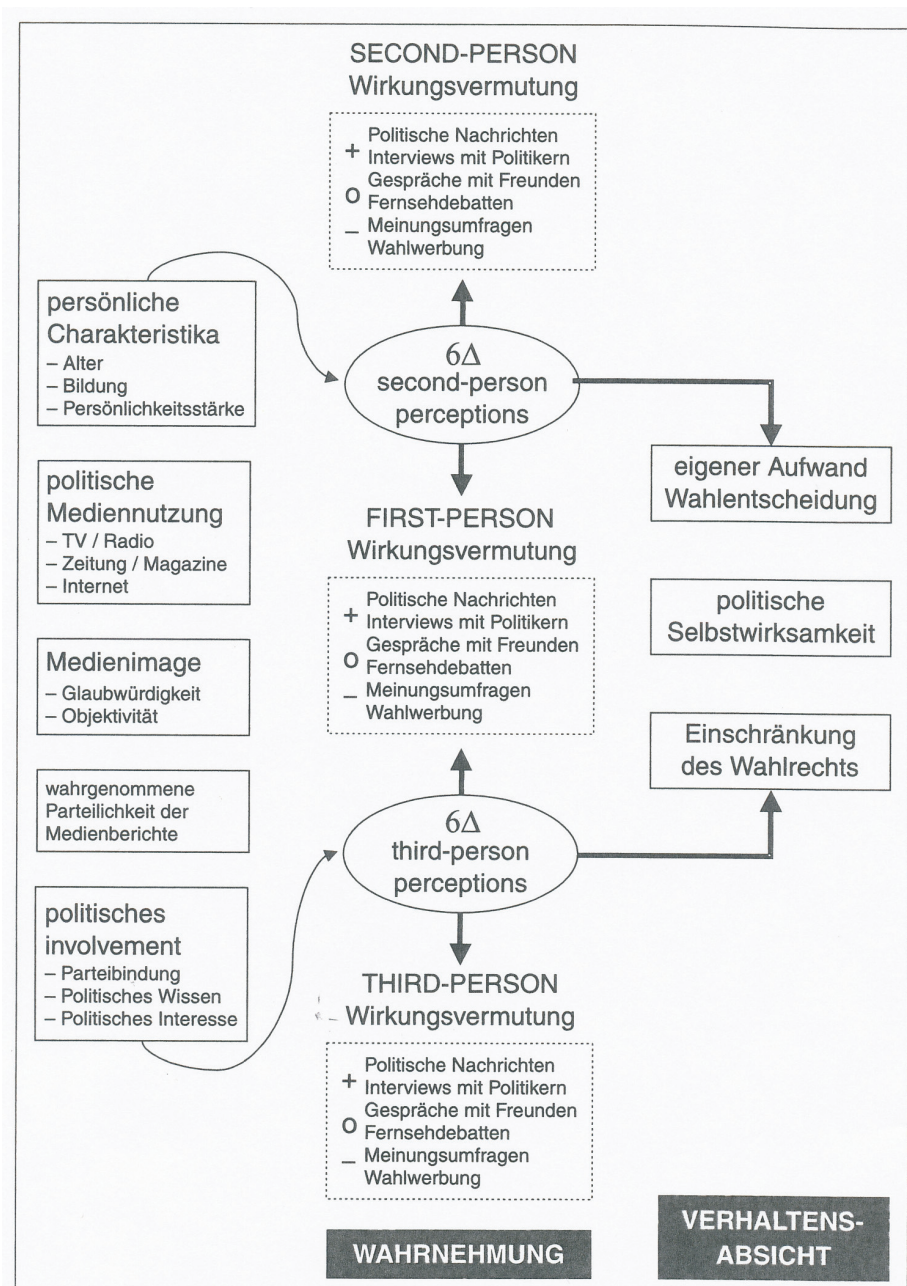 SECOND-PERSON
Wirkungsvermutung
Politische Nachrichten
+ Interviews mit Politikern
Gespräche mit Freunden
o Fernsehdebatten
– Meinungsumfragen
Wahlwerbung
persönliche
Charakteristika
– Alter
– Bildung
– Persönlichkeitsstärke
6Δ
second-person
perceptions
eigener Aufwand
Wahlentscheidung
politische
Mediennutzung
– TV / Radio
– Zeitung / Magazine
– Internet
FIRST-PERSON
Wirkungsvermutung
Politische Nachrichten
+ Interviews mit Politikern
Gespräche mit Freunden
o Fernsehdebatten
– Meinungsumfragen
Wahlwerbung
politische
Selbstwirksamkeit
Medienimage
– Glaubwürdigkeit
– Objektivität
Einschränkung
des Wahlrechts
wahrgenommene
Parteilichkeit der
Medienberichte
6Δ
third-person
perceptions
politisches
involvement
– Parteibindung
– Politisches Wissen
– Politisches Interesse
THIRD-PERSON
Wirkungsvermutung
Politische Nachrichten
+ Interviews mit Politikern
Gespräche mit Freunden
o Fernsehdebatten
– Meinungsumfragen
Wahlwerbung
WAHRNEHMUNG
VERHALTENS-
ABSICHT